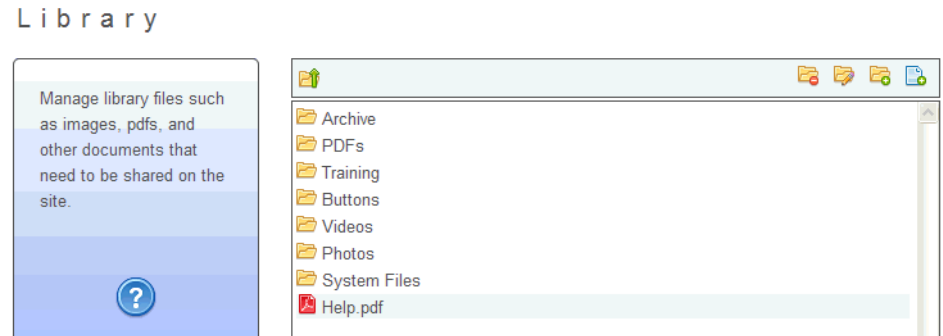 Library
Manage library files such
as images, pdfs, and
other documents that
need to be shared on the
site.
?
Archive
PDFs
Training
Buttons
Videos
Photos
System Files
Help.pdf